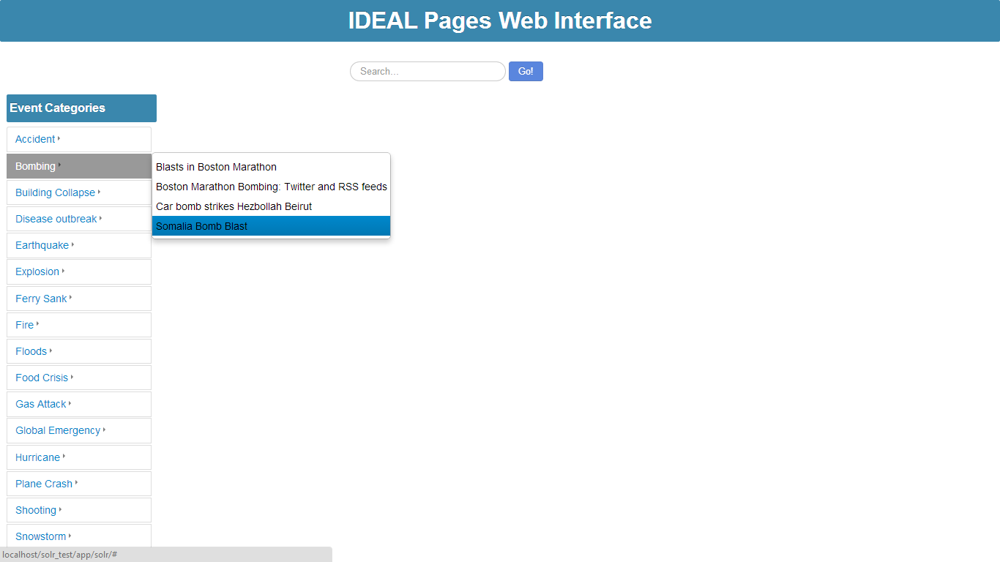 IDEAL Pages Web Interface
Search...
Go!
Event Categories
Accident
Bombing
Blasts in Boston Marathon
Boston Marathon Bombing: Twitter and RSS feeds
Car bomb strikes Hezbollah Beirut
Somalia Bomb Blast
Building Collapse
Disease outbreak
Earthquake
Explosion
Ferry Sank
Fire
Floods
Food Crisis
Gas Attack
Global Emergency
Hurricane
Plane Crash
Shooting
Snowstorm
localhost/solr_test/app/solr/#